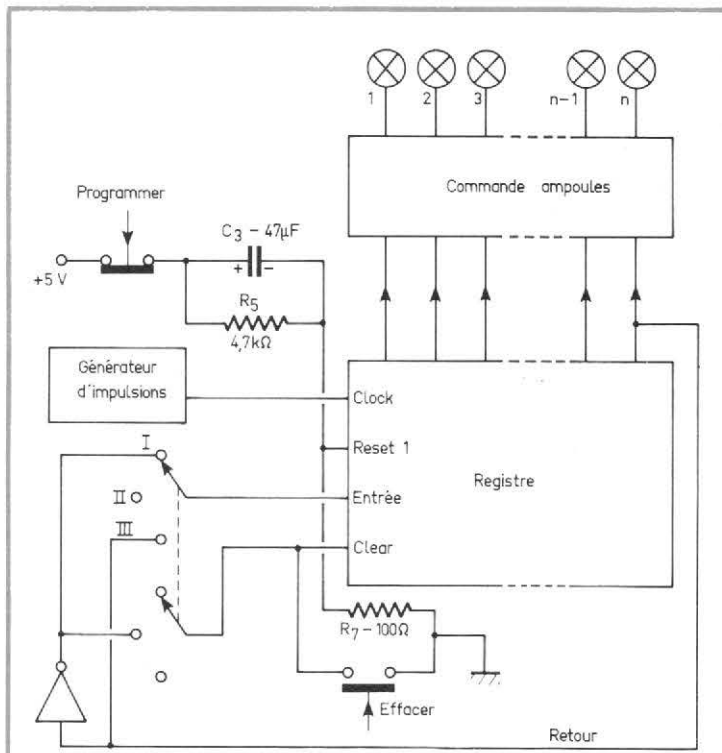 1
2
3
n-1
n
Commande ampoules
Programmer
+5 V
C3 - 47µF
+
−
R5
4,7kΩ
Générateur
d'impulsions
Clock
Reset 1
Entrée
Clear
Registre
I
II
III
R7 - 100Ω
Effacer
Retour